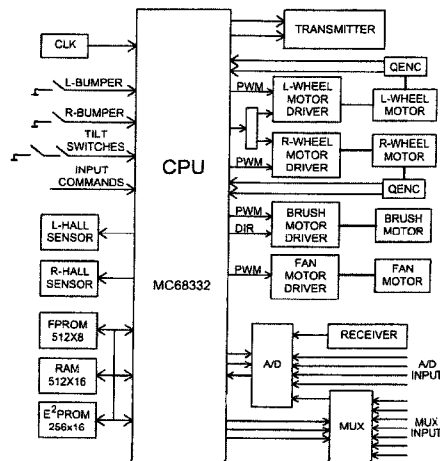 CLK
L-BUMPER
R-BUMPER
TILT
SWITCHES
INPUT
COMMANDS
L-HALL
SENSOR
R-HALL
SENSOR
FPROM
512X8
RAM
512X16
E²PROM
256x16
CPU
MC68332
TRANSMITTER
QENC
PWM
L-WHEEL
MOTOR
DRIVER
L-WHEEL
MOTOR
R-WHEEL
MOTOR
DRIVER
R-WHEEL
MOTOR
PWM
QENC
PWM
DIR
BRUSH
MOTOR
DRIVER
BRUSH
MOTOR
PWM
FAN
MOTOR
DRIVER
FAN
MOTOR
RECEIVER
A/D
A/D
INPUT
MUX
MUX
INPUT